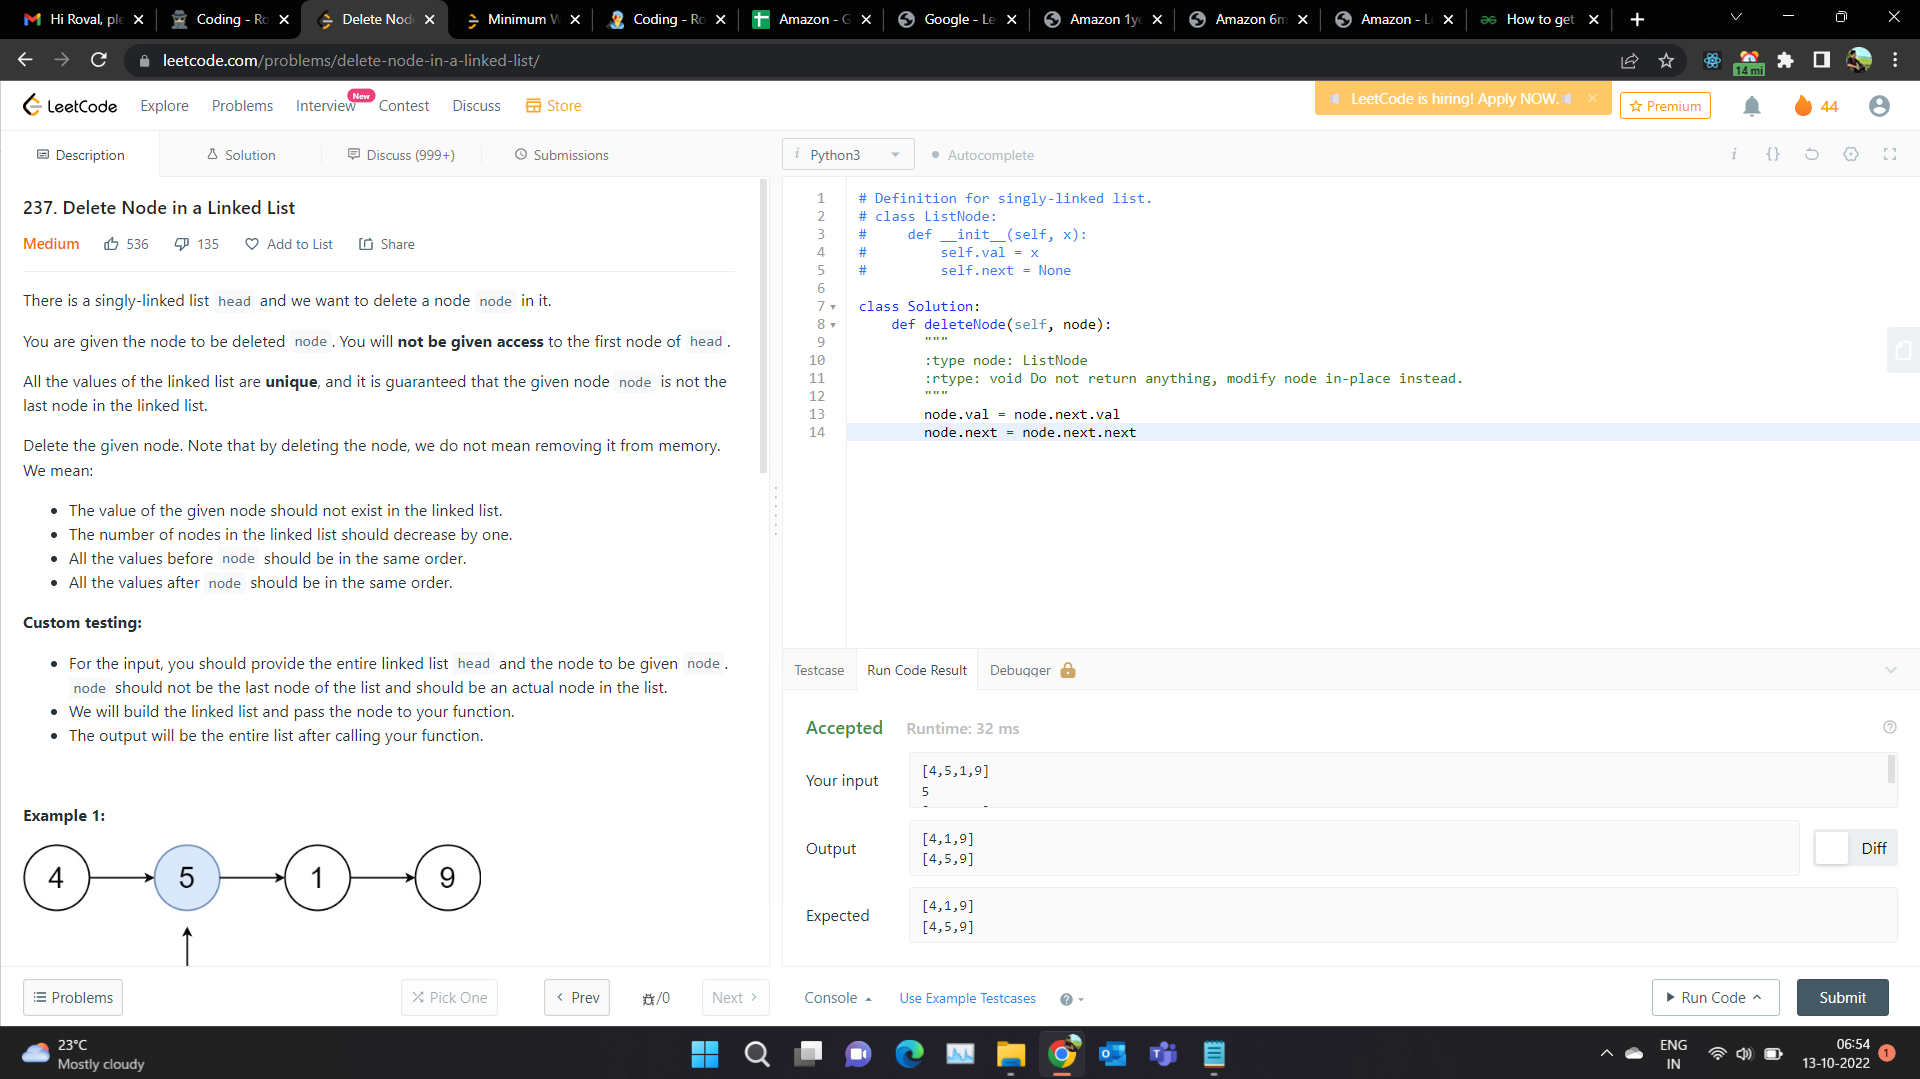 Hi Roval, ple
Coding - Ro
Delete Node
Minimum W
Coding - Ro
Amazon - G
Google - Le
Amazon 1ye
Amazon 6m
Amazon - L
How to get
leetcode.com/problems/delete-node-in-a-linked-list/
14 mi
LeetCode
Explore
Problems
Interview
New
Contest
Discuss
Store
LeetCode is hiring! Apply NOW.
Premium
44
Description
Solution
Discuss (999+)
Submissions
i Python3
Autocomplete
i {}
237. Delete Node in a Linked List
Medium 536 135 Add to List Share
There is a singly-linked list head and we want to delete a node node in it.
You are given the node to be deleted node . You will not be given access to the first node of head .
All the values of the linked list are unique, and it is guaranteed that the given node node is not the
last node in the linked list.
Delete the given node. Note that by deleting the node, we do not mean removing it from memory.
We mean:
• The value of the given node should not exist in the linked list.
• The number of nodes in the linked list should decrease by one.
• All the values before node should be in the same order.
• All the values after node should be in the same order.
Custom testing:
• For the input, you should provide the entire linked list head and the node to be given node .
node should not be the last node of the list and should be an actual node in the list.
• We will build the linked list and pass the node to your function.
• The output will be the entire list after calling your function.
Example 1:
4 5 1 9
1 # Definition for singly-linked list.
2 # class ListNode:
3 #     def __init__(self, x):
4 #         self.val = x
5 #         self.next = None
6
7 class Solution:
8     def deleteNode(self, node):
9         """
10         :type node: ListNode
11         :rtype: void Do not return anything, modify node in-place instead.
12         """
13         node.val = node.next.val
14         node.next = node.next.next
Testcase
Run Code Result
Debugger
Accepted Runtime: 32 ms
Your input
[4,5,1,9]
5
Output
[4,1,9]
[4,5,9]
Diff
Expected
[4,1,9]
[4,5,9]
Problems
Pick One
Prev
/0
Next
Console
Use Example Testcases
Run Code
Submit
23°C
Mostly cloudy
ENG
IN
06:54
13-10-2022
1